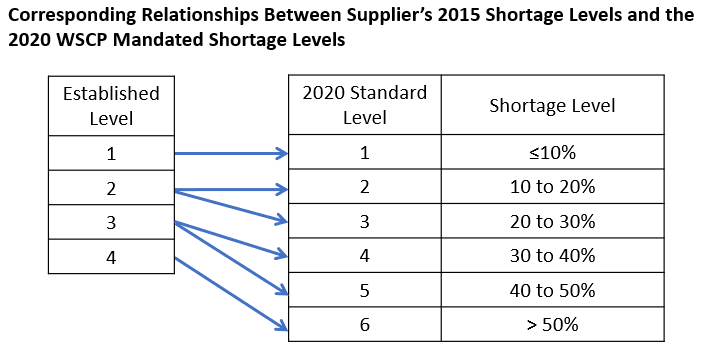 Corresponding Relationships Between Supplier's 2015 Shortage Levels and the
2020 WSCP Mandated Shortage Levels
Established
Level
1
2
3
4
2020 Standard
Level
Shortage Level
1 ≤10%
2 10 to 20%
3 20 to 30%
4 30 to 40%
5 40 to 50%
6 > 50%